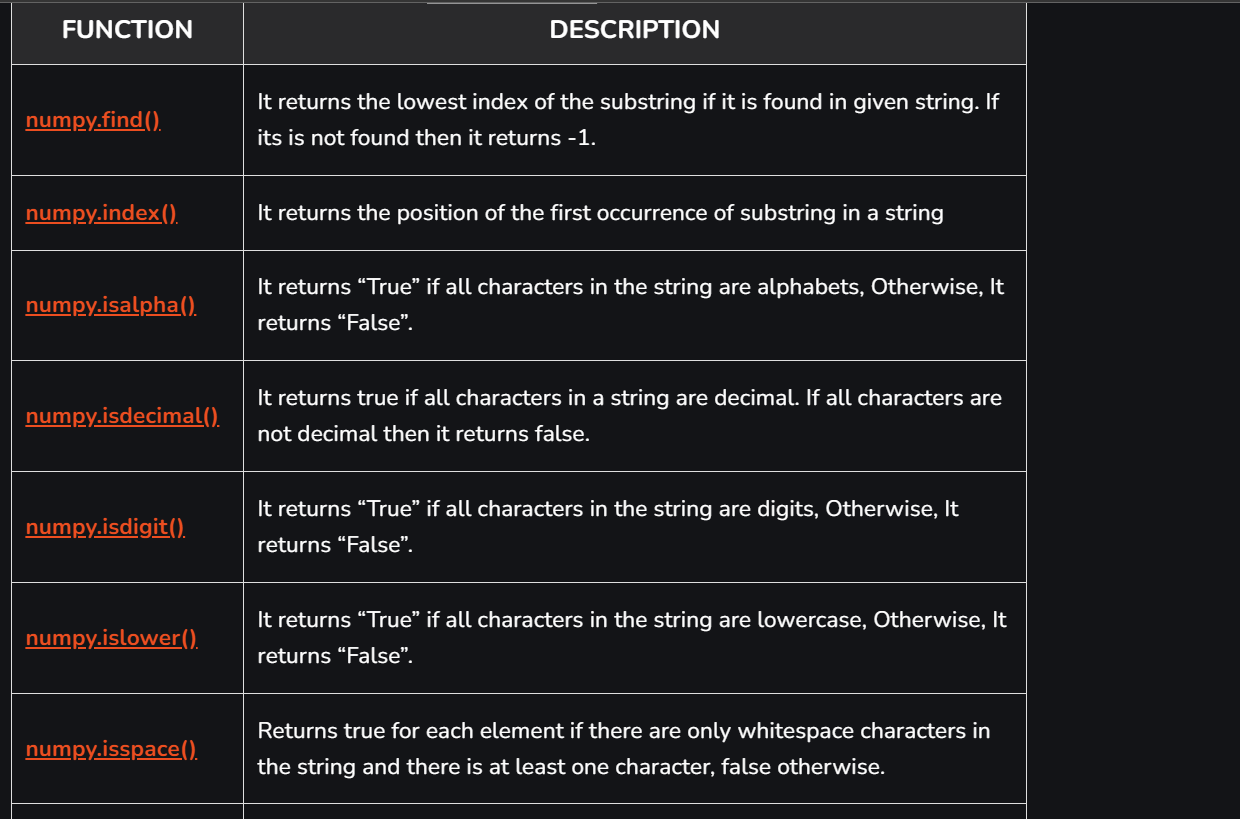 FUNCTION DESCRIPTION
numpy.find()
It returns the lowest index of the substring if it is found in given string. If
its is not found then it returns -1.
numpy.index()
It returns the position of the first occurrence of substring in a string
numpy.isalpha()
It returns “True” if all characters in the string are alphabets, Otherwise, It
returns “False”.
numpy.isdecimal()
It returns true if all characters in a string are decimal. If all characters are
not decimal then it returns false.
numpy.isdigit()
It returns “True” if all characters in the string are digits, Otherwise, It
returns “False”.
numpy.islower()
It returns “True” if all characters in the string are lowercase, Otherwise, It
returns “False”.
numpy.isspace()
Returns true for each element if there are only whitespace characters in
the string and there is at least one character, false otherwise.